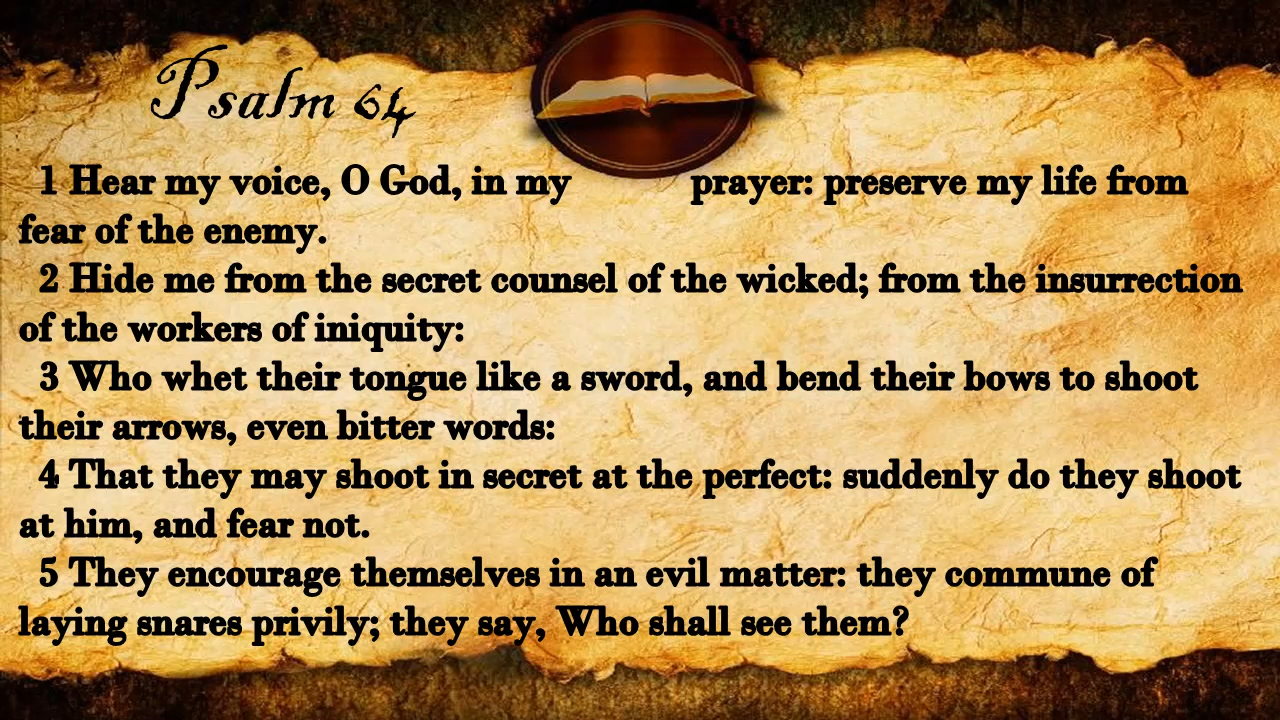 Psalm 64
1 Hear my voice, O God, in my prayer: preserve my life from
fear of the enemy.
2 Hide me from the secret counsel of the wicked; from the insurrection
of the workers of iniquity:
3 Who whet their tongue like a sword, and bend their bows to shoot
their arrows, even bitter words:
4 That they may shoot in secret at the perfect: suddenly do they shoot
at him, and fear not.
5 They encourage themselves in an evil matter: they commune of
laying snares privily; they say, Who shall see them?